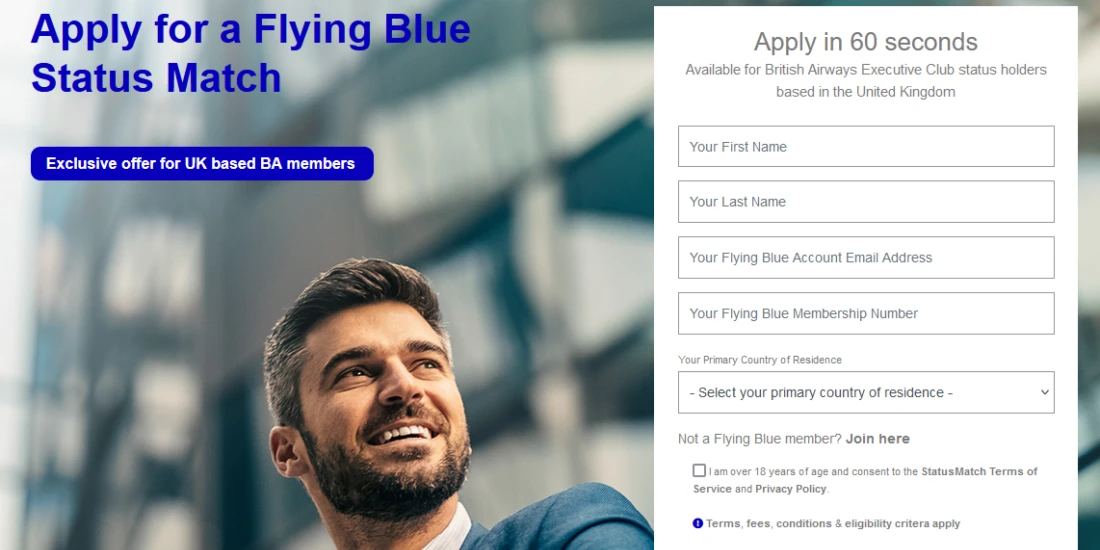 Apply for a Flying Blue
Status Match
Exclusive offer for UK based BA members
Apply in 60 seconds
Available for British Airways Executive Club status holders
based in the United Kingdom
Your First Name
Your Last Name
Your Flying Blue Account Email Address
Your Flying Blue Membership Number
Your Primary Country of Residence
- Select your primary country of residence -
Not a Flying Blue member? Join here
I am over 18 years of age and consent to the StatusMatch Terms of
Service and Privacy Policy.
Terms, fees, conditions & eligibility critera apply